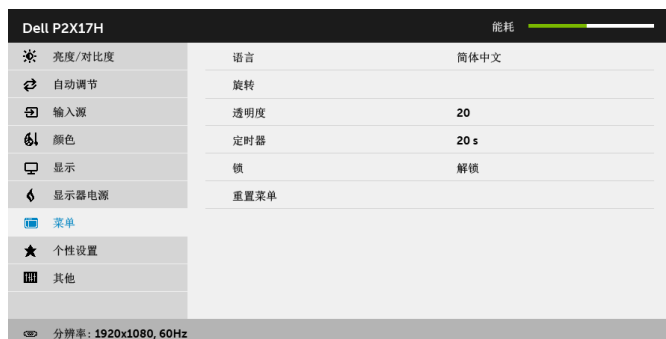 Dell P2X17H 能耗
亮度/对比度 语言 简体中文
自动调节 旋转
输入源 透明度 20
颜色 定时器 20 s
显示 锁 解锁
显示器电源 重置菜单
菜单
个性设置
其他
分辨率: 1920x1080, 60Hz